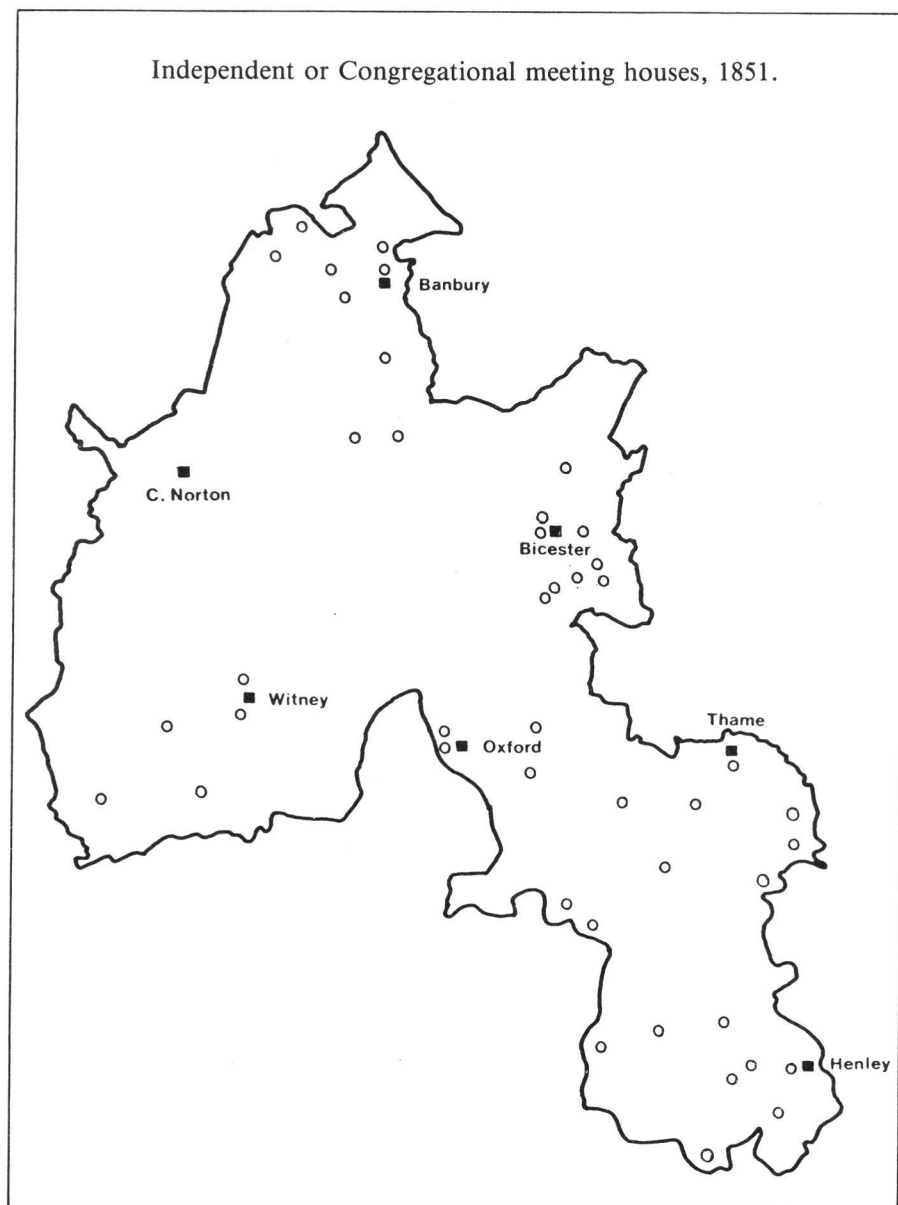 Independent or Congregational meeting houses, 1851.
Banbury
C. Norton
Bicester
Witney
Thame
Oxford
Henley